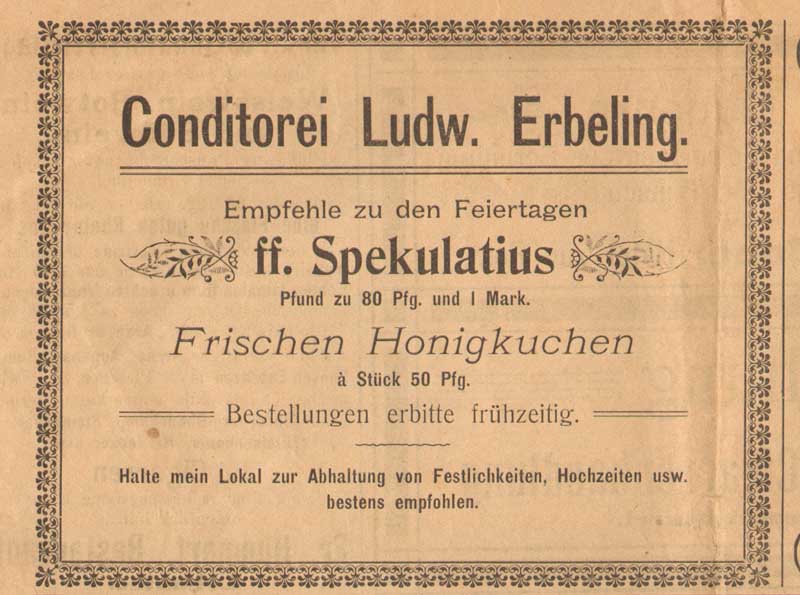 Conditorei Ludw. Erbeling.
Empfehle zu den Feiertagen
ff. Spekulatius
Pfund zu 80 Pfg. und 1 Mark.
Frischen Honigkuchen
à Stück 50 Pfg.
Bestellungen erbitte frühzeitig.
Halte mein Lokal zur Abhaltung von Festlichkeiten, Hochzeiten usw.
bestens empfohlen.